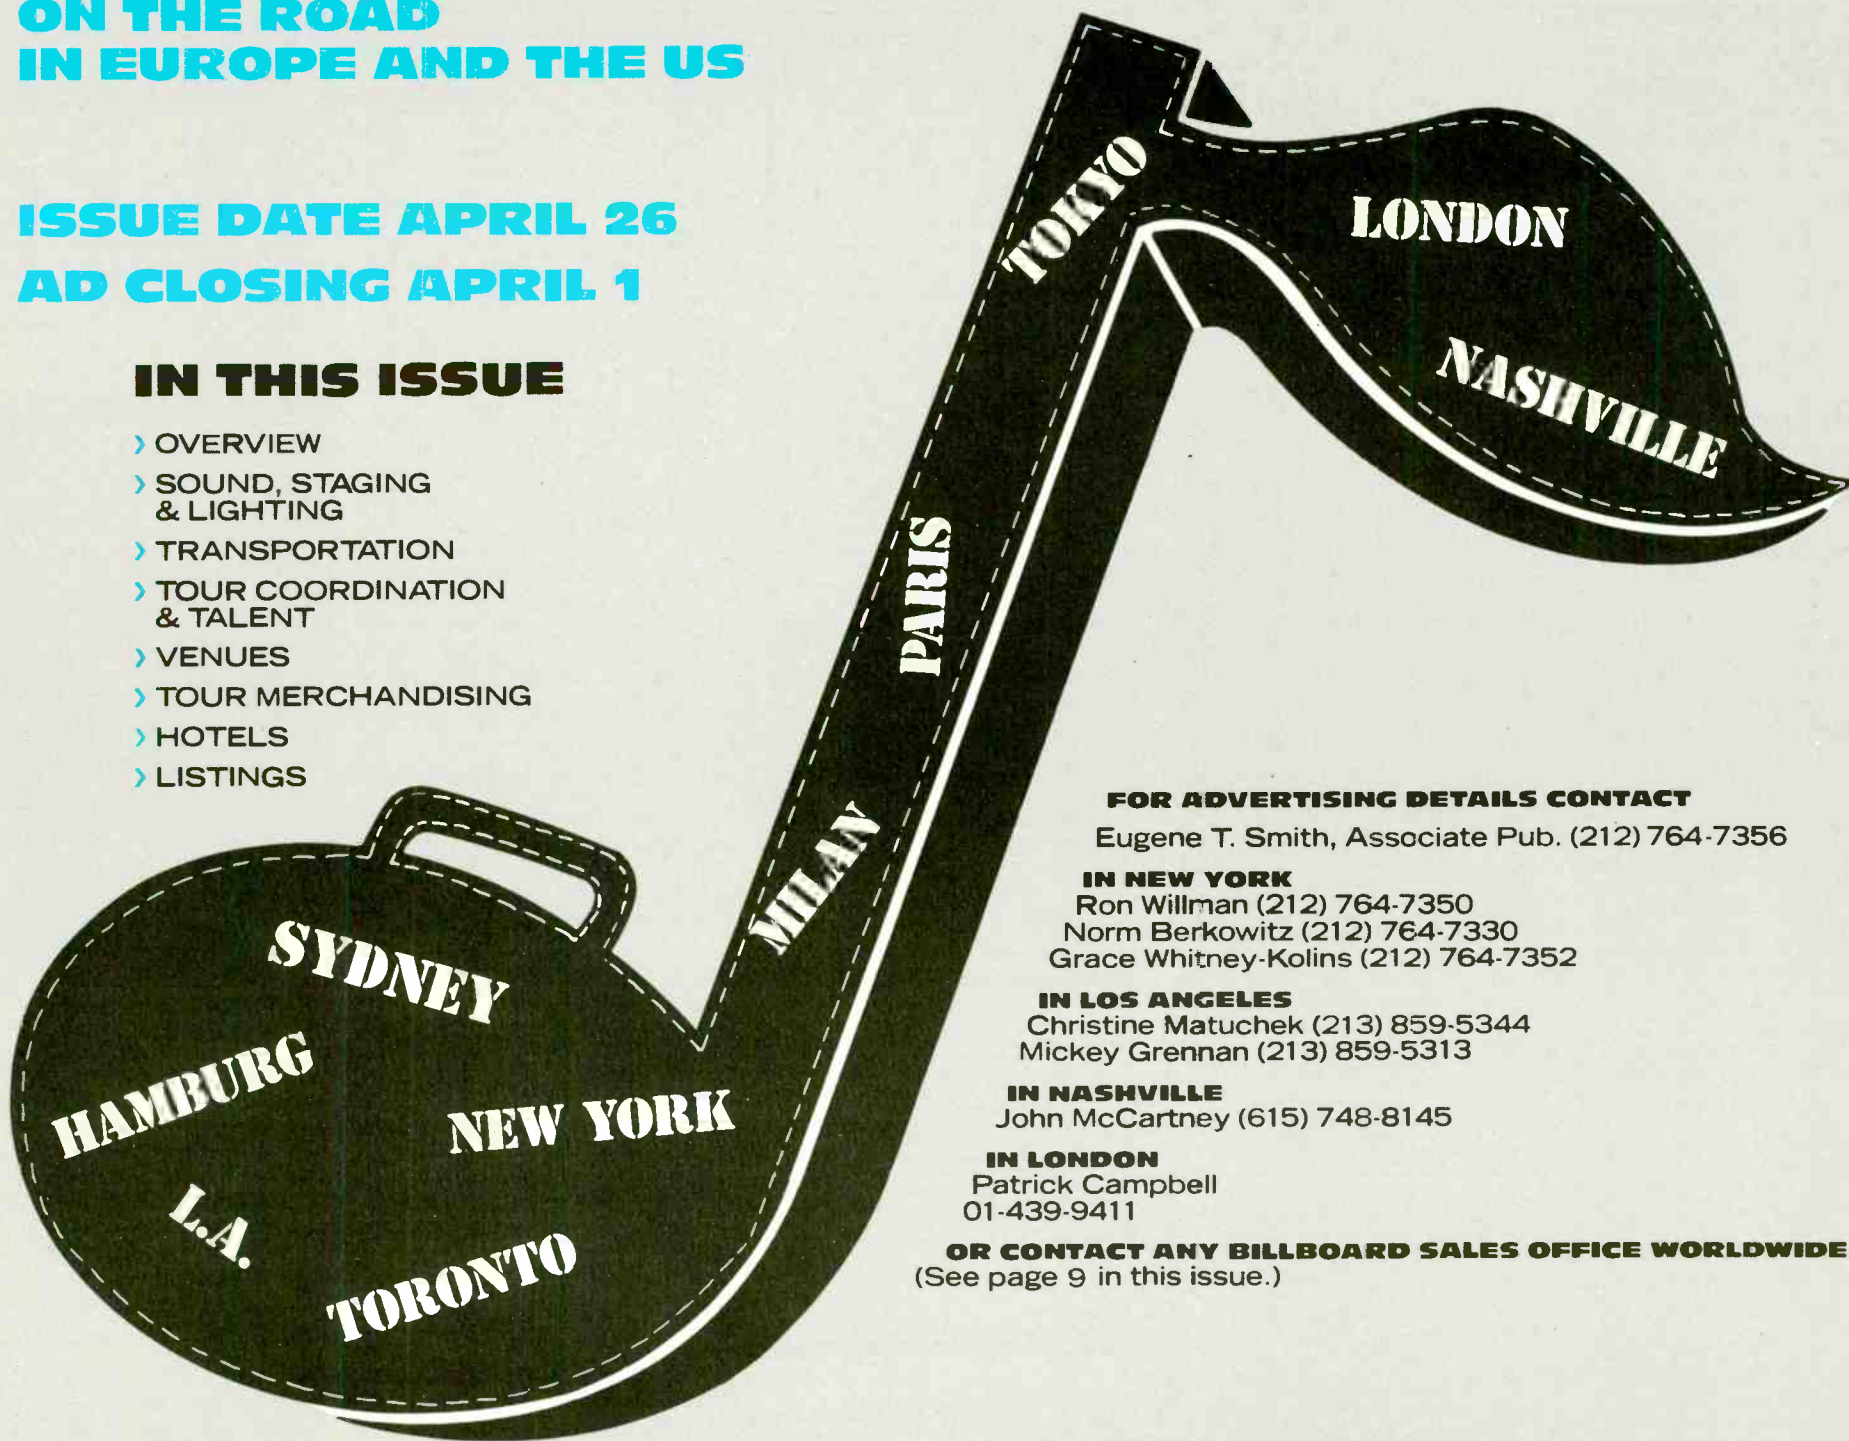 ON THE ROAD
IN EUROPE AND THE US
ISSUE DATE APRIL 26
AD CLOSING APRIL 1
IN THIS ISSUE
› OVERVIEW
› SOUND, STAGING
& LIGHTING
› TRANSPORTATION
› TOUR COORDINATION
& TALENT
› VENUES
› TOUR MERCHANDISING
› HOTELS
› LISTINGS
TOKYO
LONDON
NASHVILLE
PARIS
MILAN
SYDNEY
HAMBURG
NEW YORK
L.A.
TORONTO
FOR ADVERTISING DETAILS CONTACT
Eugene T. Smith, Associate Pub. (212) 764-7356
IN NEW YORK
Ron Willman (212) 764-7350
Norm Berkowitz (212) 764-7330
Grace Whitney-Kolins (212) 764-7352
IN LOS ANGELES
Christine Matuchek (213) 859-5344
Mickey Grennan (213) 859-5313
IN NASHVILLE
John McCartney (615) 748-8145
IN LONDON
Patrick Campbell
01-439-9411
OR CONTACT ANY BILLBOARD SALES OFFICE WORLDWIDE
(See page 9 in this issue.)